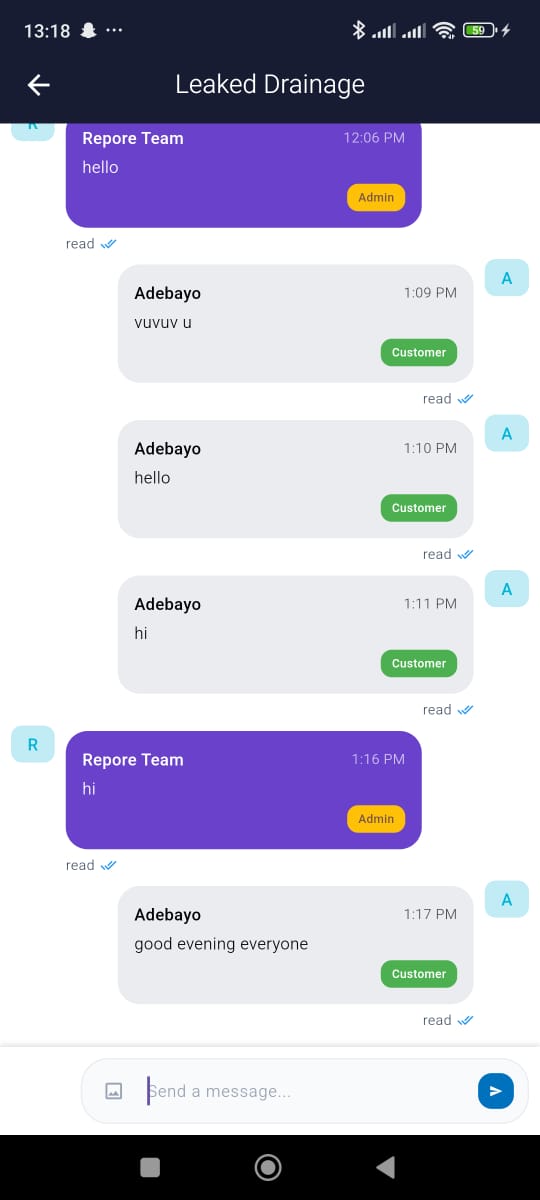 13:18 ... 59
Leaked Drainage
R
Repore Team 12:06 PM
hello
Admin
read
A
Adebayo 1:09 PM
vuvuv u
Customer
read
A
Adebayo 1:10 PM
hello
Customer
read
A
Adebayo 1:11 PM
hi
Customer
read
R
Repore Team 1:16 PM
hi
Admin
read
A
Adebayo 1:17 PM
good evening everyone
Customer
read
Send a message...